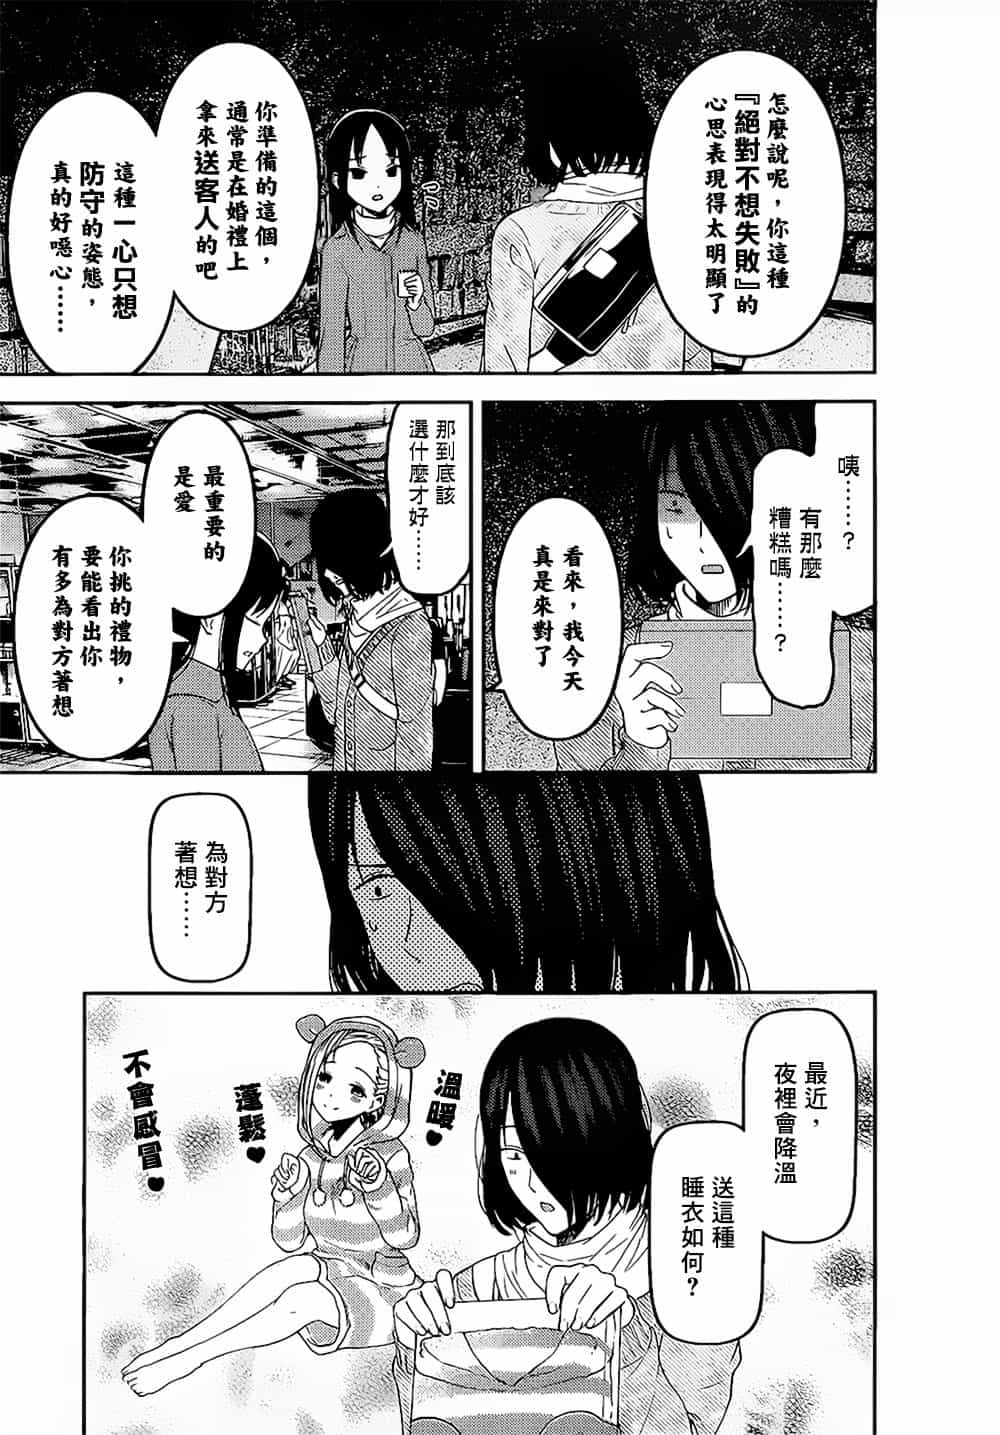 怎麼說呢，你這種
『絕對不想失敗』的
心思表現得太明顯了
你準備的這個，
通常是在婚禮上
拿來送客人的吧
這種一心只想
防守的姿態，
真的好噁心……
咦……？
有那麼
糟糕嗎……？
看來，我今天
真是來對了
那到底該
選什麼才好……
最重要的
是愛
你挑的禮物，
要能看出你
有多為對方著想
為對方
著想……
最近，
夜裡會降溫
送這種
睡衣如何？
溫暖♥
蓬鬆♥
不會感冒♥